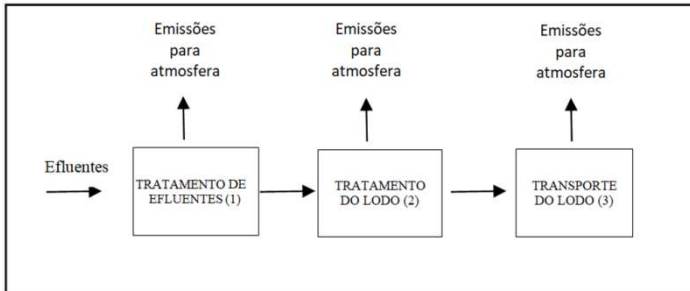 Emissões
para
atmosfera
Emissões
para
atmosfera
Emissões
para
atmosfera
Efluentes
TRATAMENTO DE
EFLUENTES (1)
TRATAMENTO
DO LODO (2)
TRANSPORTE
DO LODO (3)